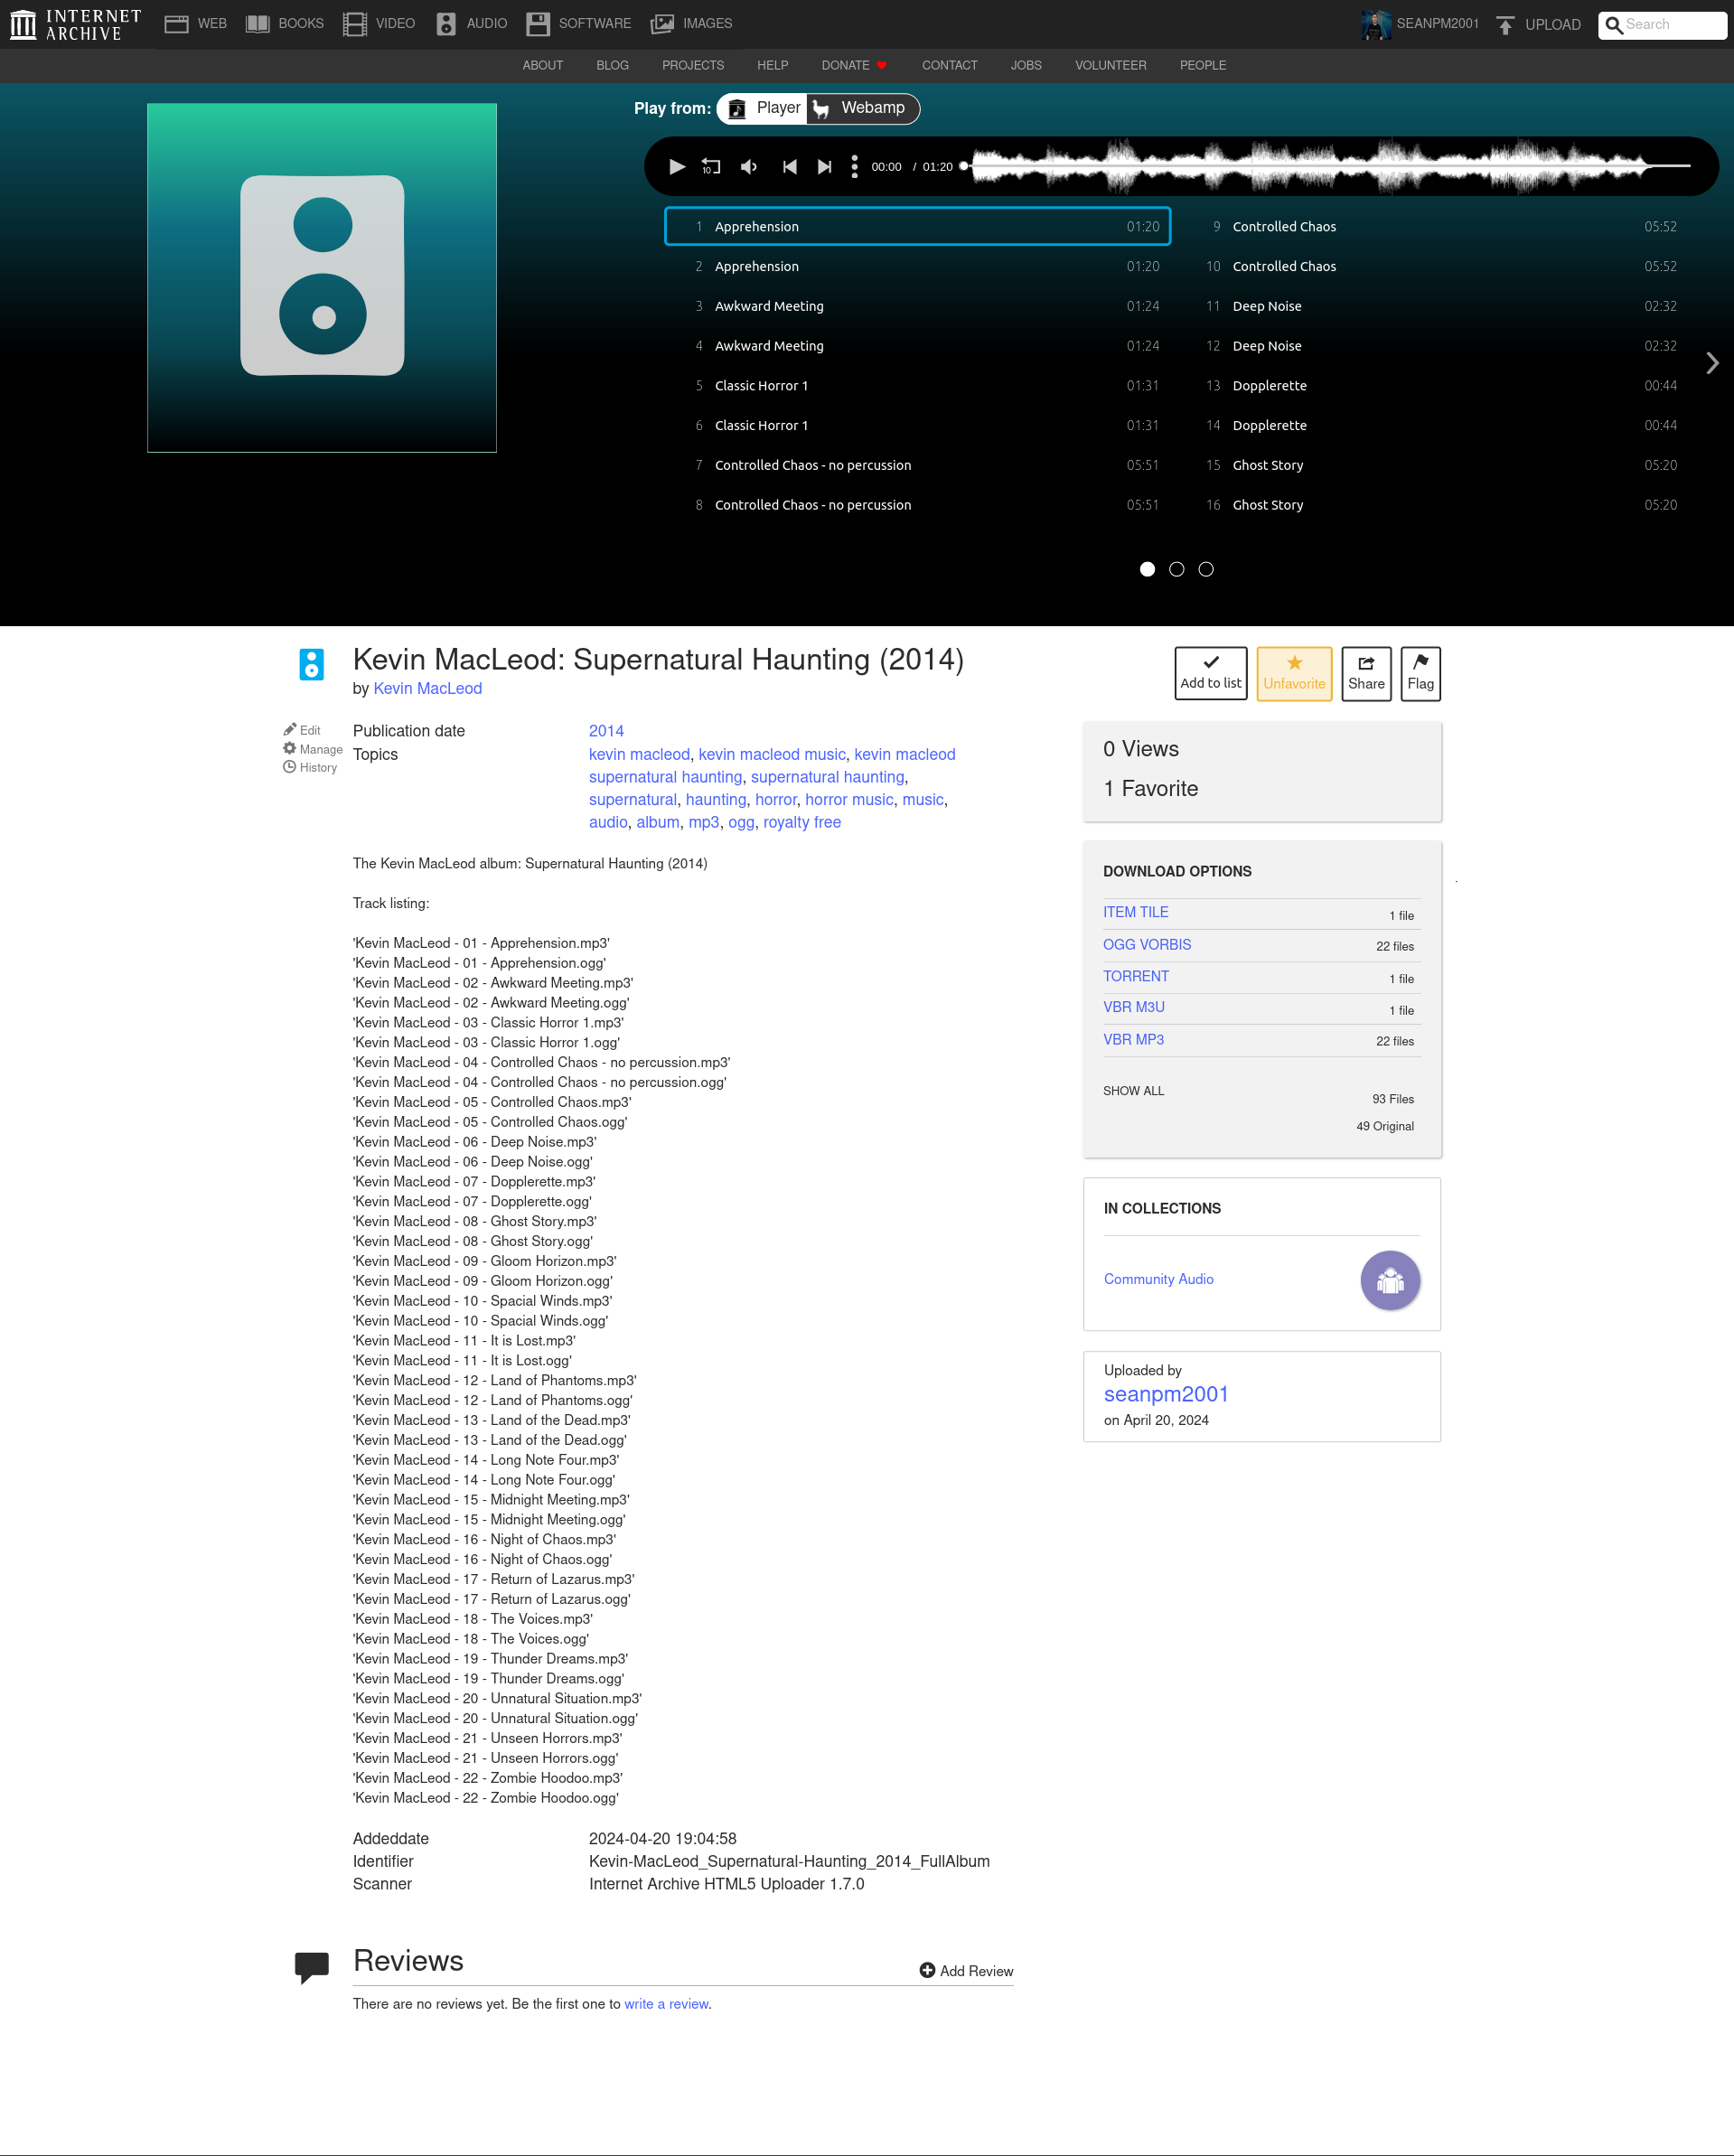 INTERNET ARCHIVE
WEB BOOKS VIDEO AUDIO SOFTWARE IMAGES SEANPM2001 UPLOAD Search
ABOUT BLOG PROJECTS HELP DONATE CONTACT JOBS VOLUNTEER PEOPLE
Play from: Player Webamp
10 00:00 / 01:20
1 Apprehension 01:20
2 Apprehension 01:20
3 Awkward Meeting 01:24
4 Awkward Meeting 01:24
5 Classic Horror 1 01:31
6 Classic Horror 1 01:31
7 Controlled Chaos - no percussion 05:51
8 Controlled Chaos - no percussion 05:51
9 Controlled Chaos 05:52
10 Controlled Chaos 05:52
11 Deep Noise 02:32
12 Deep Noise 02:32
13 Dopplerette 00:44
14 Dopplerette 00:44
15 Ghost Story 05:20
16 Ghost Story 05:20
Kevin MacLeod: Supernatural Haunting (2014)
by Kevin MacLeod
Edit
Manage
History
Publication date 2014
Topics kevin macleod, kevin macleod music, kevin macleod
supernatural haunting, supernatural haunting,
supernatural, haunting, horror, horror music, music,
audio, album, mp3, ogg, royalty free
The Kevin MacLeod album: Supernatural Haunting (2014)
Track listing:
'Kevin MacLeod - 01 - Apprehension.mp3'
'Kevin MacLeod - 01 - Apprehension.ogg'
'Kevin MacLeod - 02 - Awkward Meeting.mp3'
'Kevin MacLeod - 02 - Awkward Meeting.ogg'
'Kevin MacLeod - 03 - Classic Horror 1.mp3'
'Kevin MacLeod - 03 - Classic Horror 1.ogg'
'Kevin MacLeod - 04 - Controlled Chaos - no percussion.mp3'
'Kevin MacLeod - 04 - Controlled Chaos - no percussion.ogg'
'Kevin MacLeod - 05 - Controlled Chaos.mp3'
'Kevin MacLeod - 05 - Controlled Chaos.ogg'
'Kevin MacLeod - 06 - Deep Noise.mp3'
'Kevin MacLeod - 06 - Deep Noise.ogg'
'Kevin MacLeod - 07 - Dopplerette.mp3'
'Kevin MacLeod - 07 - Dopplerette.ogg'
'Kevin MacLeod - 08 - Ghost Story.mp3'
'Kevin MacLeod - 08 - Ghost Story.ogg'
'Kevin MacLeod - 09 - Gloom Horizon.mp3'
'Kevin MacLeod - 09 - Gloom Horizon.ogg'
'Kevin MacLeod - 10 - Spacial Winds.mp3'
'Kevin MacLeod - 10 - Spacial Winds.ogg'
'Kevin MacLeod - 11 - It is Lost.mp3'
'Kevin MacLeod - 11 - It is Lost.ogg'
'Kevin MacLeod - 12 - Land of Phantoms.mp3'
'Kevin MacLeod - 12 - Land of Phantoms.ogg'
'Kevin MacLeod - 13 - Land of the Dead.mp3'
'Kevin MacLeod - 13 - Land of the Dead.ogg'
'Kevin MacLeod - 14 - Long Note Four.mp3'
'Kevin MacLeod - 14 - Long Note Four.ogg'
'Kevin MacLeod - 15 - Midnight Meeting.mp3'
'Kevin MacLeod - 15 - Midnight Meeting.ogg'
'Kevin MacLeod - 16 - Night of Chaos.mp3'
'Kevin MacLeod - 16 - Night of Chaos.ogg'
'Kevin MacLeod - 17 - Return of Lazarus.mp3'
'Kevin MacLeod - 17 - Return of Lazarus.ogg'
'Kevin MacLeod - 18 - The Voices.mp3'
'Kevin MacLeod - 18 - The Voices.ogg'
'Kevin MacLeod - 19 - Thunder Dreams.mp3'
'Kevin MacLeod - 19 - Thunder Dreams.ogg'
'Kevin MacLeod - 20 - Unnatural Situation.mp3'
'Kevin MacLeod - 20 - Unnatural Situation.ogg'
'Kevin MacLeod - 21 - Unseen Horrors.mp3'
'Kevin MacLeod - 21 - Unseen Horrors.ogg'
'Kevin MacLeod - 22 - Zombie Hoodoo.mp3'
'Kevin MacLeod - 22 - Zombie Hoodoo.ogg'
Addeddate 2024-04-20 19:04:58
Identifier Kevin-MacLeod_Supernatural-Haunting_2014_FullAlbum
Scanner Internet Archive HTML5 Uploader 1.7.0
Reviews
Add Review
There are no reviews yet. Be the first one to write a review.
Add to list Unfavorite Share Flag
0 Views
1 Favorite
DOWNLOAD OPTIONS
ITEM TILE 1 file
OGG VORBIS 22 files
TORRENT 1 file
VBR M3U 1 file
VBR MP3 22 files
SHOW ALL 93 Files
49 Original
IN COLLECTIONS
Community Audio
Uploaded by
seanpm2001
on April 20, 2024